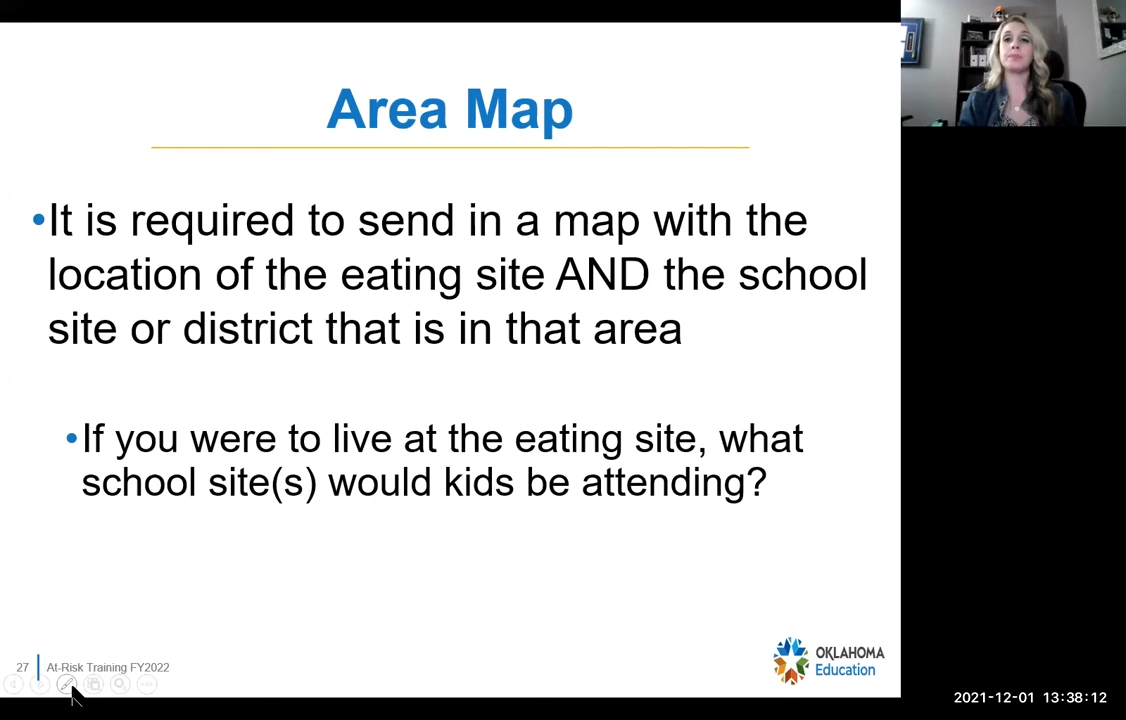 Area Map
•It is required to send in a map with the
location of the eating site AND the school
site or district that is in that area
•If you were to live at the eating site, what
school site(s) would kids be attending?
27
At-Risk Training FY2022
OKLAHOMA
Education
2021-12-01 13:38:12